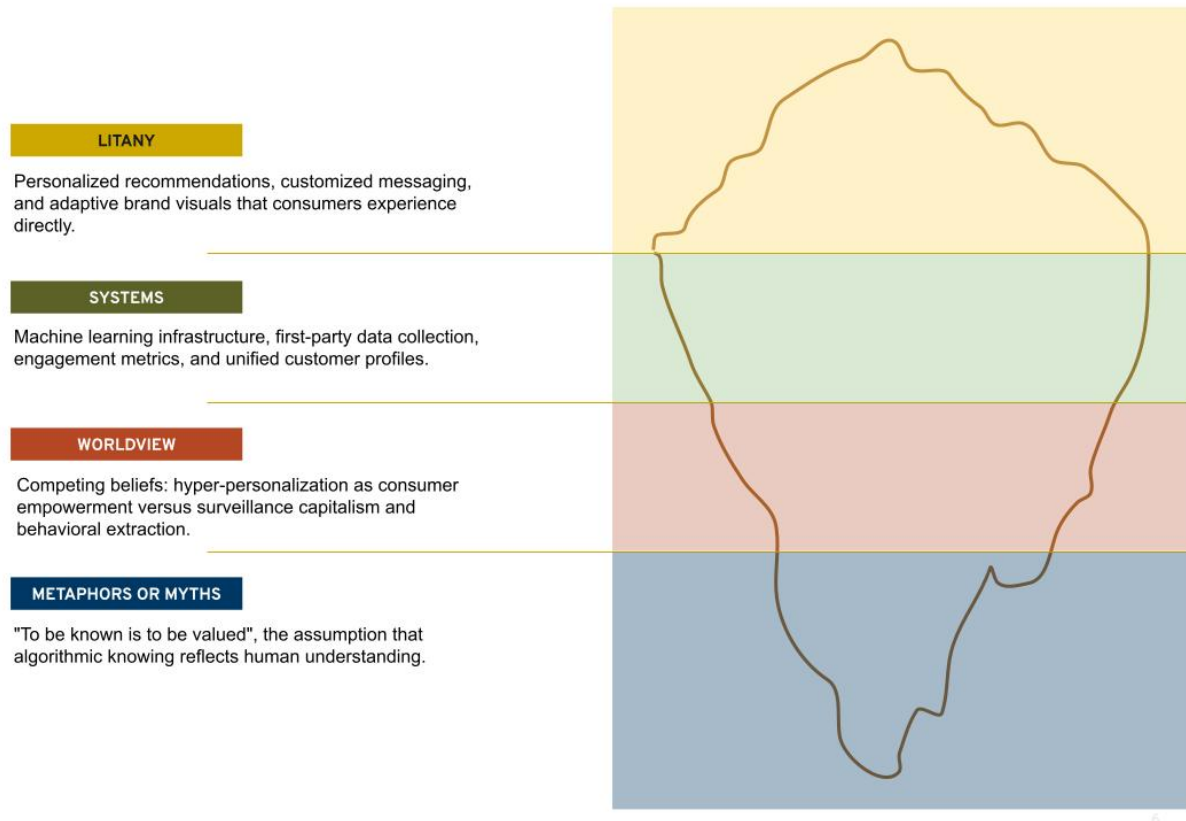 LITANY
Personalized recommendations, customized messaging,
and adaptive brand visuals that consumers experience
directly.
SYSTEMS
Machine learning infrastructure, first-party data collection,
engagement metrics, and unified customer profiles.
WORLDVIEW
Competing beliefs: hyper-personalization as consumer
empowerment versus surveillance capitalism and
behavioral extraction.
METAPHORS OR MYTHS
"To be known is to be valued", the assumption that
algorithmic knowing reflects human understanding.
6